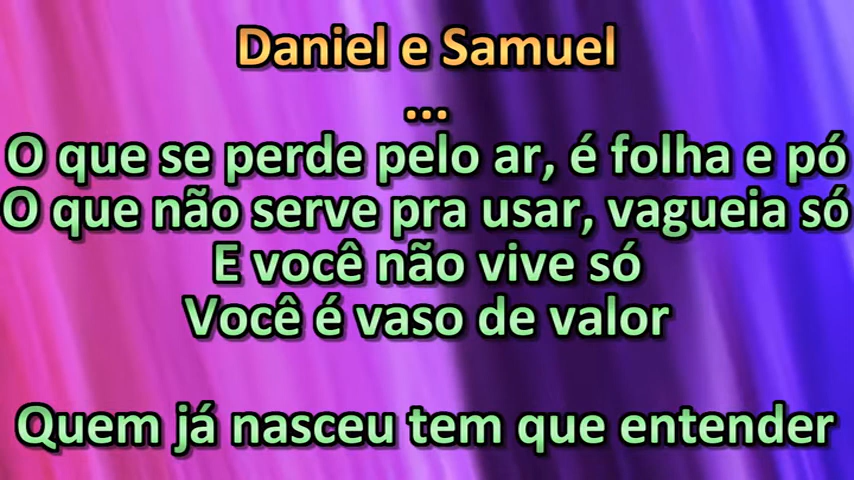 Daniel e Samuel
...
O que se perde pelo ar, é folha e pó
O que não serve pra usar, vagueia só
E você não vive só
Você é vaso de valor
Quem já nasceu tem que entender